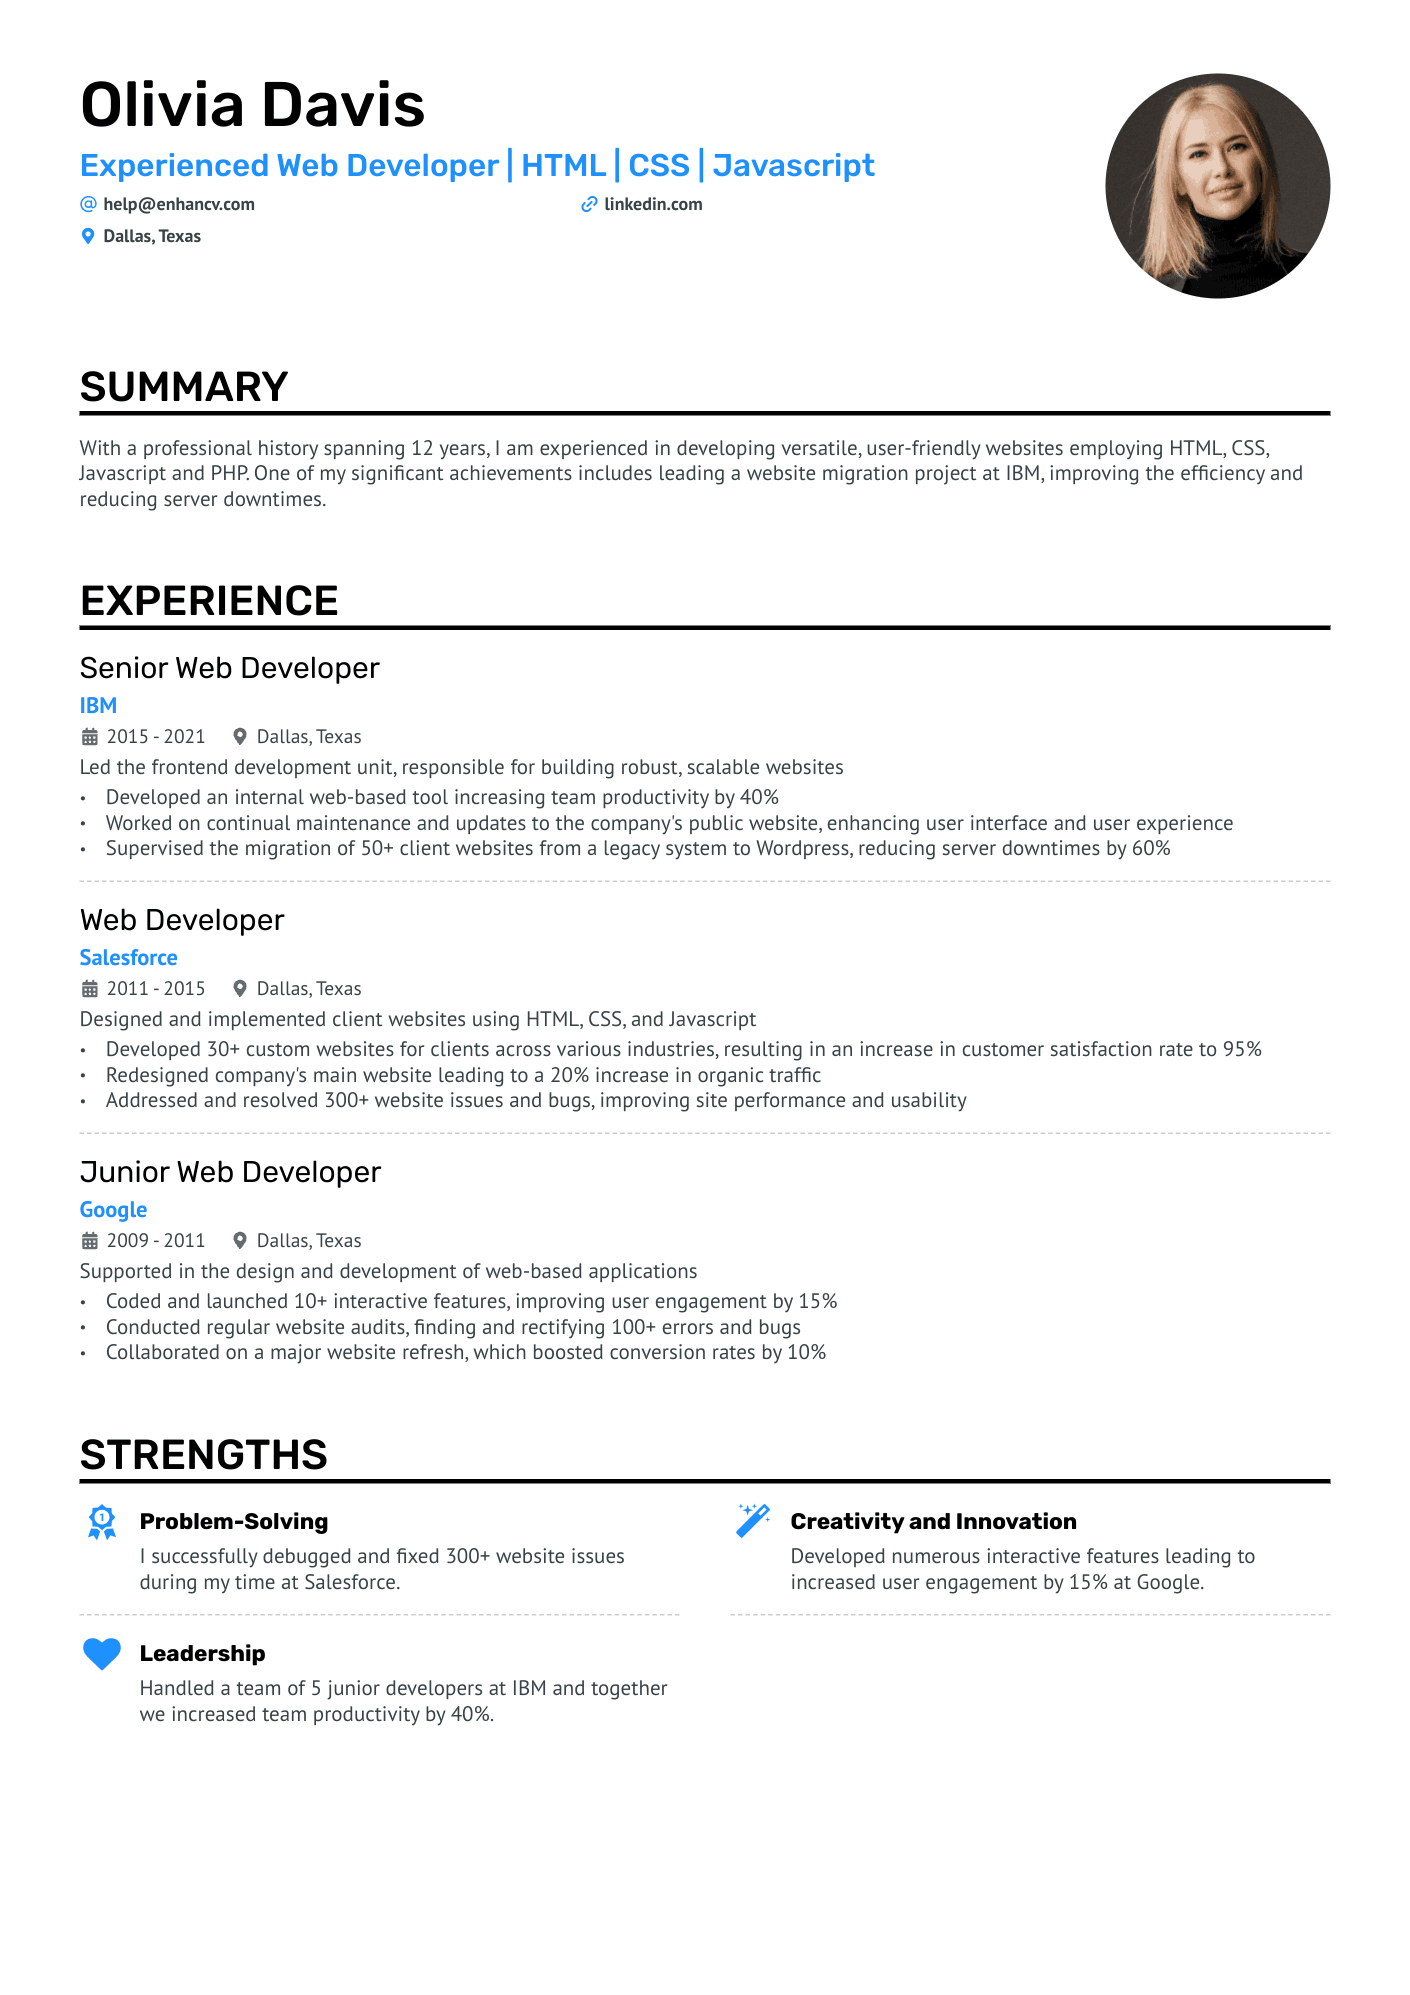 Olivia Davis
Experienced Web Developer | HTML | CSS | Javascript
help@enhancv.com
linkedin.com
Dallas, Texas
SUMMARY
With a professional history spanning 12 years, I am experienced in developing versatile, user-friendly websites employing HTML, CSS,
Javascript and PHP. One of my significant achievements includes leading a website migration project at IBM, improving the efficiency and
reducing server downtimes.
EXPERIENCE
Senior Web Developer
IBM
2015 - 2021 Dallas, Texas
Led the frontend development unit, responsible for building robust, scalable websites
• Developed an internal web-based tool increasing team productivity by 40%
• Worked on continual maintenance and updates to the company's public website, enhancing user interface and user experience
• Supervised the migration of 50+ client websites from a legacy system to Wordpress, reducing server downtimes by 60%
Web Developer
Salesforce
2011 - 2015 Dallas, Texas
Designed and implemented client websites using HTML, CSS, and Javascript
• Developed 30+ custom websites for clients across various industries, resulting in an increase in customer satisfaction rate to 95%
• Redesigned company's main website leading to a 20% increase in organic traffic
• Addressed and resolved 300+ website issues and bugs, improving site performance and usability
Junior Web Developer
Google
2009 - 2011 Dallas, Texas
Supported in the design and development of web-based applications
• Coded and launched 10+ interactive features, improving user engagement by 15%
• Conducted regular website audits, finding and rectifying 100+ errors and bugs
• Collaborated on a major website refresh, which boosted conversion rates by 10%
STRENGTHS
1
Problem-Solving
I successfully debugged and fixed 300+ website issues
during my time at Salesforce.
Creativity and Innovation
Developed numerous interactive features leading to
increased user engagement by 15% at Google.
Leadership
Handled a team of 5 junior developers at IBM and together
we increased team productivity by 40%.